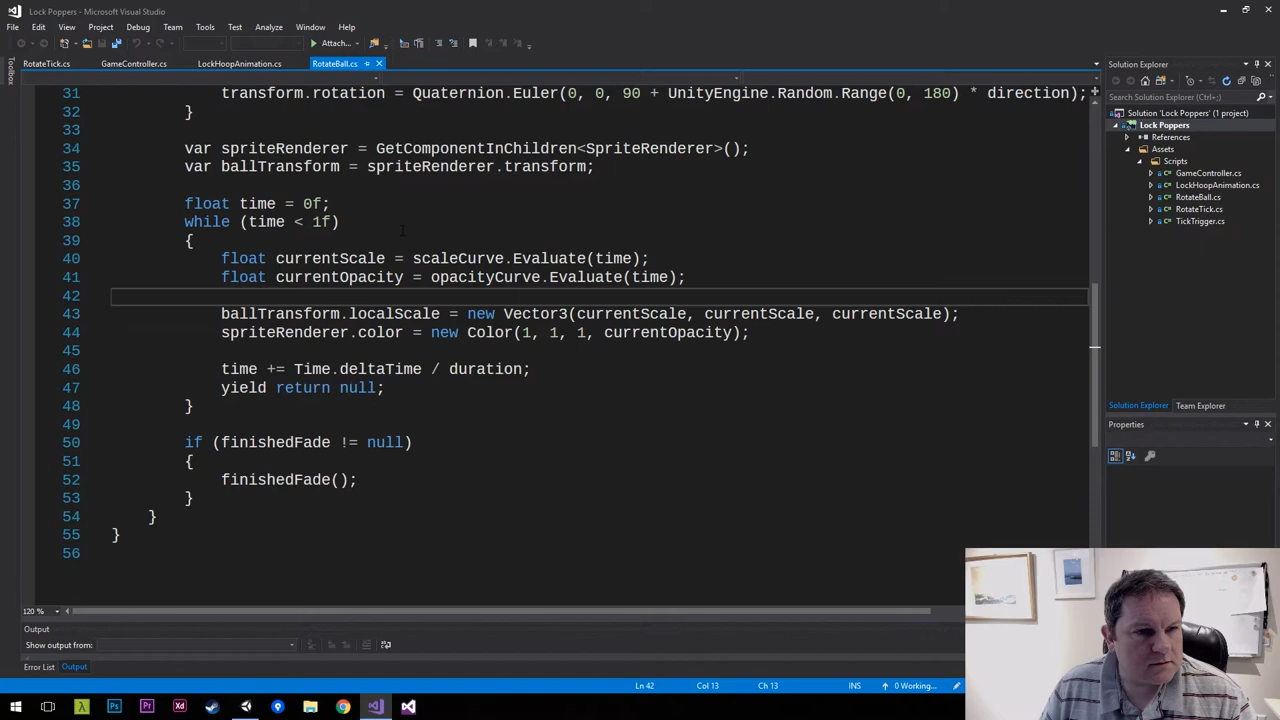 Lock Poppers - Microsoft Visual Studio
File Edit View Project Debug Team Tools Test Analyze Window Help
Attach...
RotateTick.cs GameController.cs LockHoopAnimation.cs RotateBall.cs
Toolbox
31 transform.rotation = Quaternion.Euler(0, 0, 90 + UnityEngine.Random.Range(0, 180) * direction);
32 }
33
34 var spriteRenderer = GetComponentInChildren<SpriteRenderer>();
35 var ballTransform = spriteRenderer.transform;
36
37 float time = 0f;
38 while (time < 1f)
39 {
40 float currentScale = scaleCurve.Evaluate(time);
41 float currentOpacity = opacityCurve.Evaluate(time);
42
43 ballTransform.localScale = new Vector3(currentScale, currentScale, currentScale);
44 spriteRenderer.color = new Color(1, 1, 1, currentOpacity);
45
46 time += Time.deltaTime / duration;
47 yield return null;
48 }
49
50 if (finishedFade != null)
51 {
52 finishedFade();
53 }
54 }
55 }
56
120 %
Output
Show output from:
Error List Output
Ln 42 Col 13 Ch 13 INS 0 Working...
Solution Explorer
Search Solution Explorer (Ctrl+;)
Solution 'Lock Poppers' (1 project)
Lock Poppers
References
Assets
Scripts
GameController.cs
LockHoopAnimation.cs
RotateBall.cs
RotateTick.cs
TickTrigger.cs
Solution Explorer Team Explorer
Properties